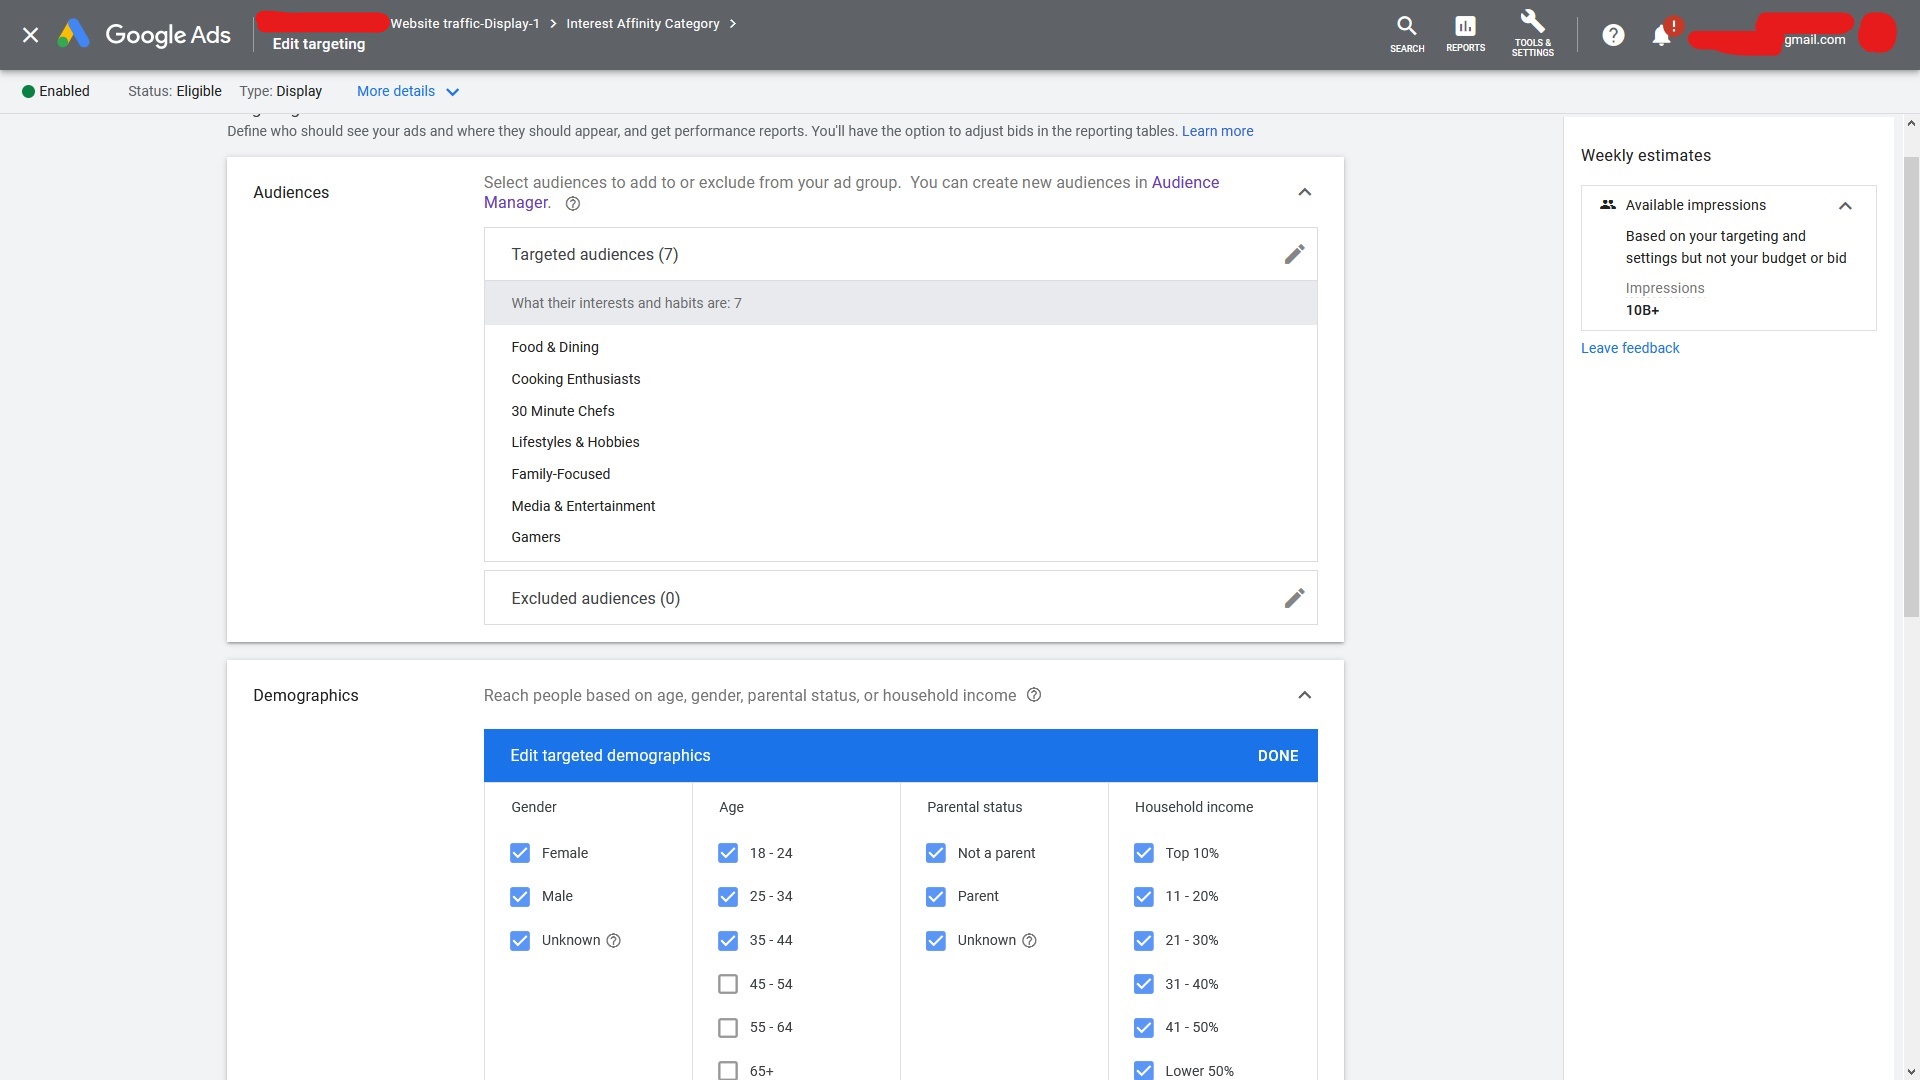 Google Ads
Website traffic-Display-1 > Interest Affinity Category >
Edit targeting
SEARCH
REPORTS
TOOLS &
SETTINGS
gmail.com
Enabled
Status: Eligible
Type: Display
More details
Define who should see your ads and where they should appear, and get performance reports. You'll have the option to adjust bids in the reporting tables. Learn more
Audiences
Select audiences to add to or exclude from your ad group. You can create new audiences in Audience
Manager.
Targeted audiences (7)
What their interests and habits are: 7
Food & Dining
Cooking Enthusiasts
30 Minute Chefs
Lifestyles & Hobbies
Family-Focused
Media & Entertainment
Gamers
Excluded audiences (0)
Demographics
Reach people based on age, gender, parental status, or household income
Edit targeted demographics
DONE
Gender
Female
Male
Unknown
Age
18 - 24
25 - 34
35 - 44
45 - 54
55 - 64
65+
Parental status
Not a parent
Parent
Unknown
Household income
Top 10%
11 - 20%
21 - 30%
31 - 40%
41 - 50%
Lower 50%
Weekly estimates
Available impressions
Based on your targeting and
settings but not your budget or bid
Impressions
10B+
Leave feedback